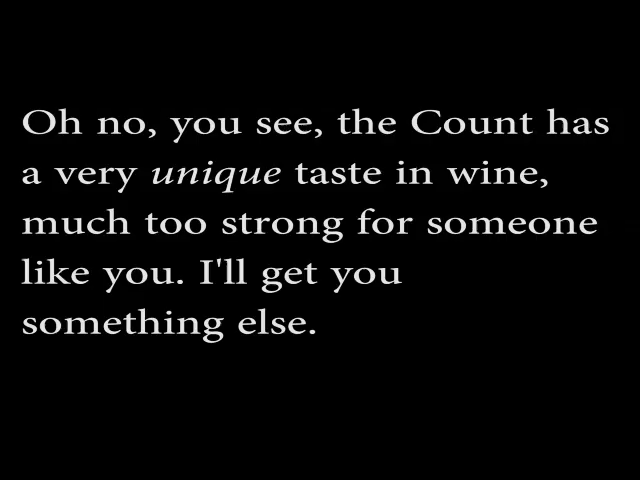 Oh no, you see, the Count has
a very unique taste in wine,
much too strong for someone
like you. I'll get you
something else.